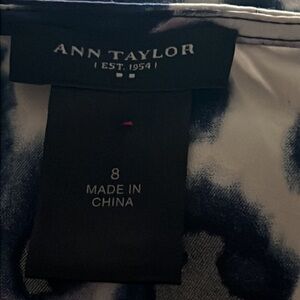 ANN TAYLOR
| EST. 1954 |
8
MADE IN
CHINA